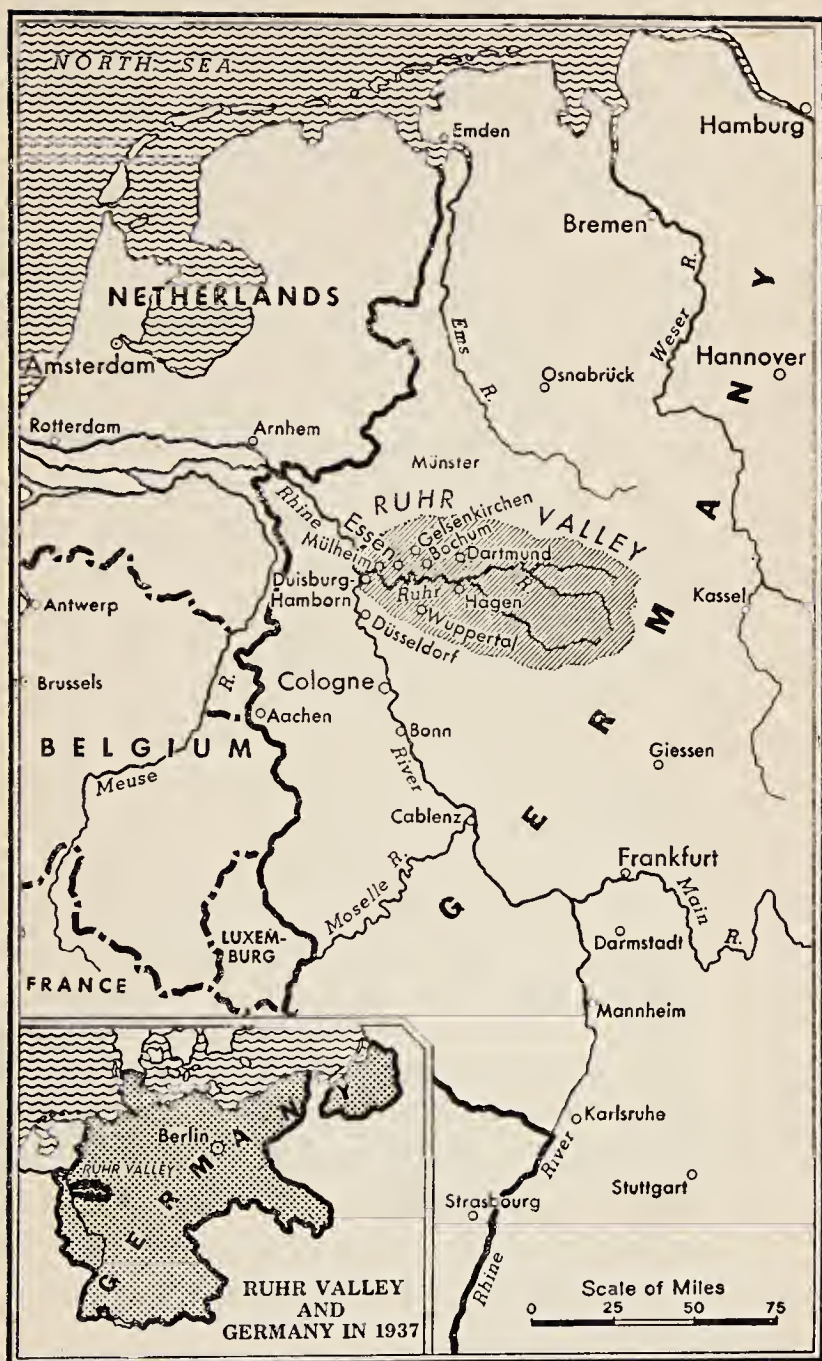 NORTH SEA
Emden
Hamburg
Bremen
NETHERLANDS
Amsterdam
Ems R.
Weser R.
Hannover
Osnabrück
Rotterdam
Arnhem
Münster
Rhine
RUHR VALLEY
Essen
Gelsenkirchen
Mülheim
Bochum
Dartmund
Duisburg-
Hamborn
Ruhr R.
Hagen
Wuppertal
Düsseldorf
Kassel
Antwerp
Brussels
R.
Cologne
Aachen
BELGIUM
Meuse
Bonn
River
Giessen
GERMANY
Cablenz
Moselle R.
Frankfurt
Main R.
LUXEM-
BURG
Darmstadt
FRANCE
Mannheim
Karlsruhe
River
Strasbourg
Stuttgart
Rhine
Berlin
RUHR VALLEY
GERMANY
RUHR VALLEY
AND
GERMANY IN 1937
Scale of Miles
0 25 50 75